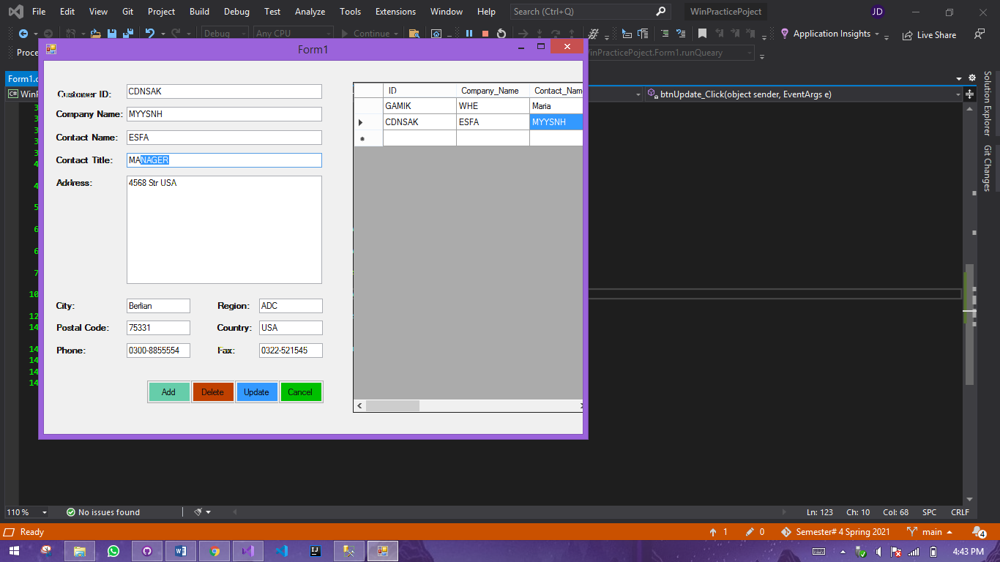 File Edit View Git Project Build Debug Test Analyze Tools Extensions Window Help Search (Ctrl+Q) WinPracticePoject JD
Debug Any CPU Continue Application Insights Live Share
Proce Form1 inPracticePoject.Form1.runQueary
Form1.c
C# WinP btnUpdate_Click(object sender, EventArgs e)
Customer ID: CDNSAK
Company Name: MYYSNH
Contact Name: ESFA
Contact Title: MANAGER
Address: 4568 Str USA
City: Berlian Region: ADC
Postal Code: 75331 Country: USA
Phone: 0300-8855554 Fax: 0322-521545
Add Delete Update Cancel
ID Company_Name Contact_Nam
GAMIK WHE Maria
CDNSAK ESFA MYYSNH
Solution Explorer
Git Changes
110 % No issues found Ln: 123 Ch: 10 Col: 68 SPC CRLF
Ready 1 0 Semester# 4 Spring 2021 main 4
4:43 PM